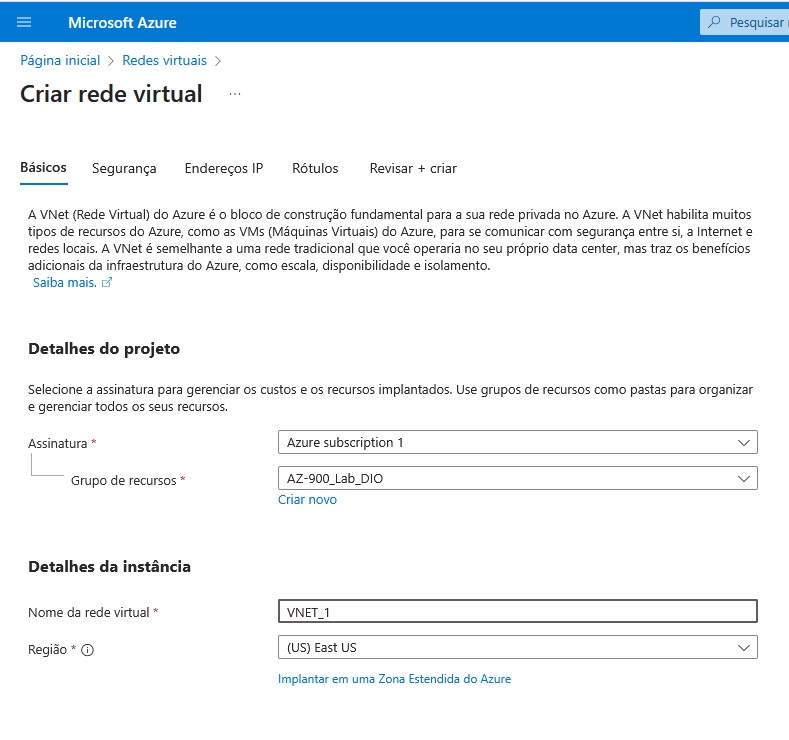 Microsoft Azure
Pesquisar
Página inicial > Redes virtuais >
Criar rede virtual ...
Básicos Segurança Endereços IP Rótulos Revisar + criar
A VNet (Rede Virtual) do Azure é o bloco de construção fundamental para a sua rede privada no Azure. A VNet habilita muitos
tipos de recursos do Azure, como as VMs (Máquinas Virtuais) do Azure, para se comunicar com segurança entre si, a Internet e
redes locais. A VNet é semelhante a uma rede tradicional que você operaria no seu próprio data center, mas traz os benefícios
adicionais da infraestrutura do Azure, como escala, disponibilidade e isolamento.
Saiba mais.
Detalhes do projeto
Selecione a assinatura para gerenciar os custos e os recursos implantados. Use grupos de recursos como pastas para organizar
e gerenciar todos os seus recursos.
Assinatura * Azure subscription 1
Grupo de recursos * AZ-900_Lab_DIO
Criar novo
Detalhes da instância
Nome da rede virtual * VNET_1
Região * (US) East US
Implantar em uma Zona Estendida do Azure